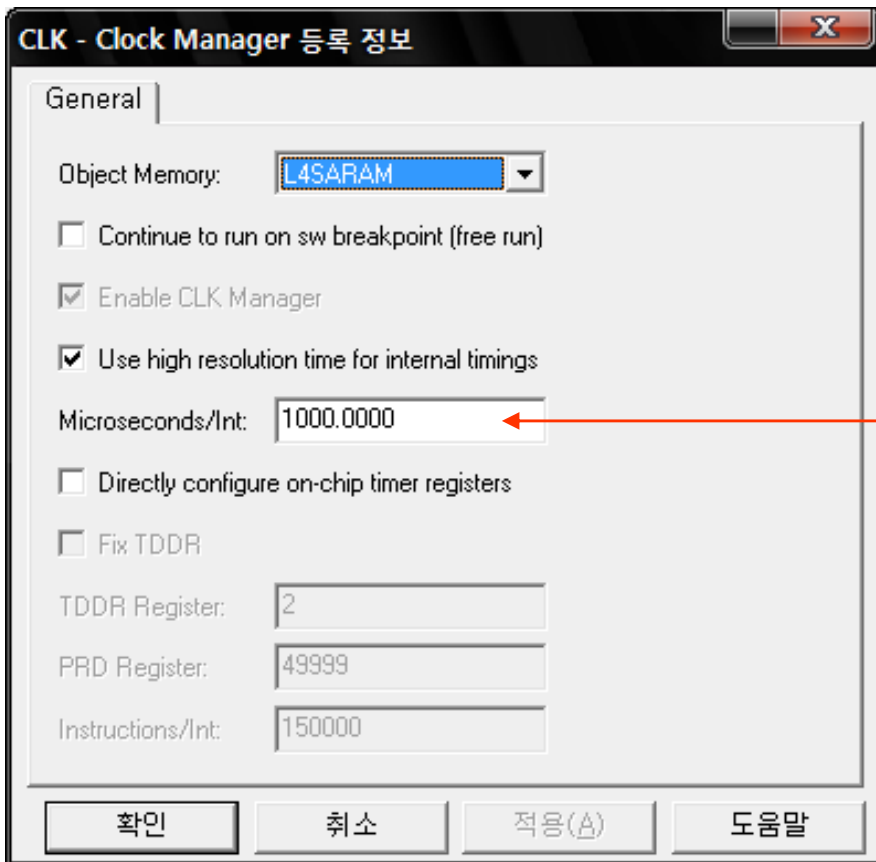 CLK - Clock Manager 등록 정보
General
Object Memory: L4SARAM
Continue to run on sw breakpoint (free run)
Enable CLK Manager
Use high resolution time for internal timings
Microseconds/Int: 1000.0000
Directly configure on-chip timer registers
Fix TDDR
TDDR Register: 2
PRD Register: 49999
Instructions/Int: 150000
확인 취소 적용(A) 도움말